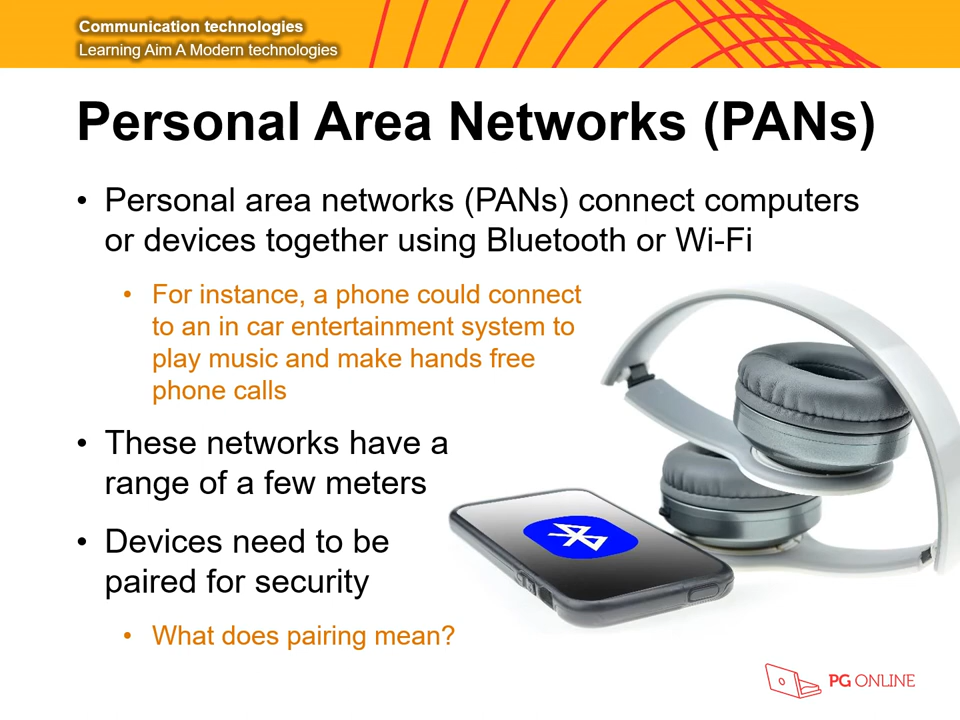 Communication technologies
Learning Aim A Modern technologies
Personal Area Networks (PANs)
• Personal area networks (PANs) connect computers
or devices together using Bluetooth or Wi-Fi
• For instance, a phone could connect
to an in car entertainment system to
play music and make hands free
phone calls
• These networks have a
range of a few meters
• Devices need to be
paired for security
• What does pairing mean?
PG ONLINE